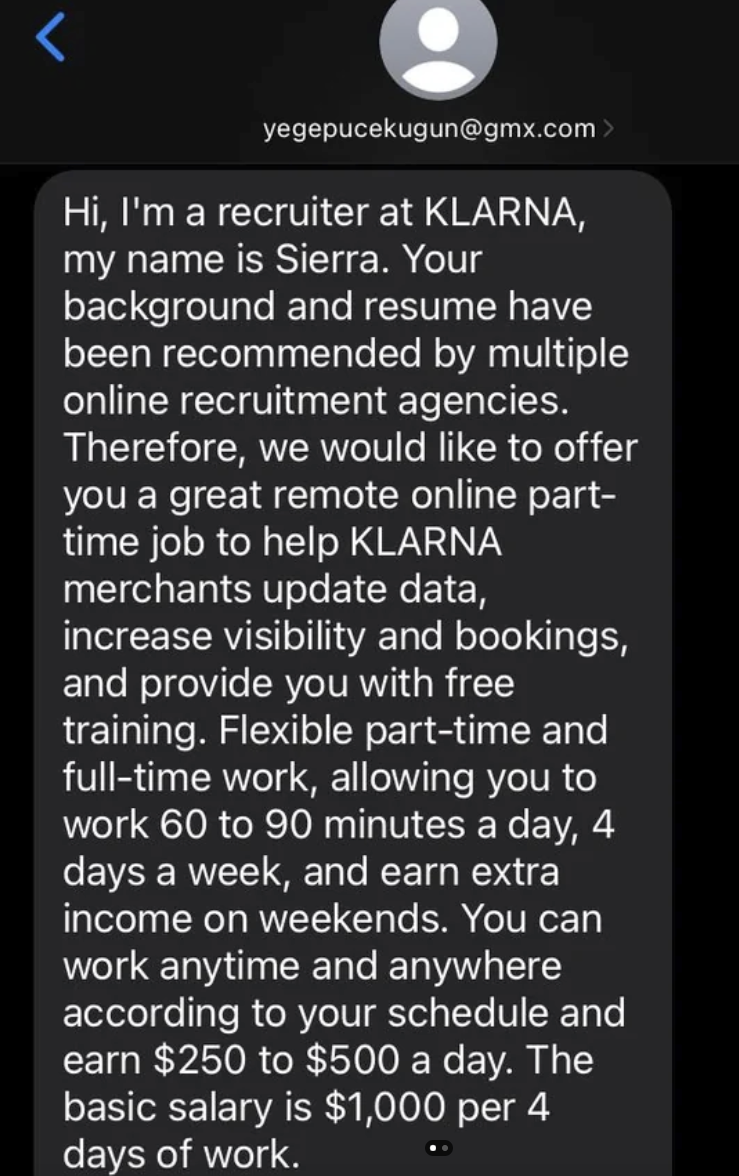 yegepucekugun@gmx.com >
Hi, I'm a recruiter at KLARNA,
my name is Sierra. Your
background and resume have
been recommended by multiple
online recruitment agencies.
Therefore, we would like to offer
you a great remote online part-
time job to help KLARNA
merchants update data,
increase visibility and bookings,
and provide you with free
training. Flexible part-time and
full-time work, allowing you to
work 60 to 90 minutes a day, 4
days a week, and earn extra
income on weekends. You can
work anytime and anywhere
according to your schedule and
earn $250 to $500 a day. The
basic salary is $1,000 per 4
days of work.